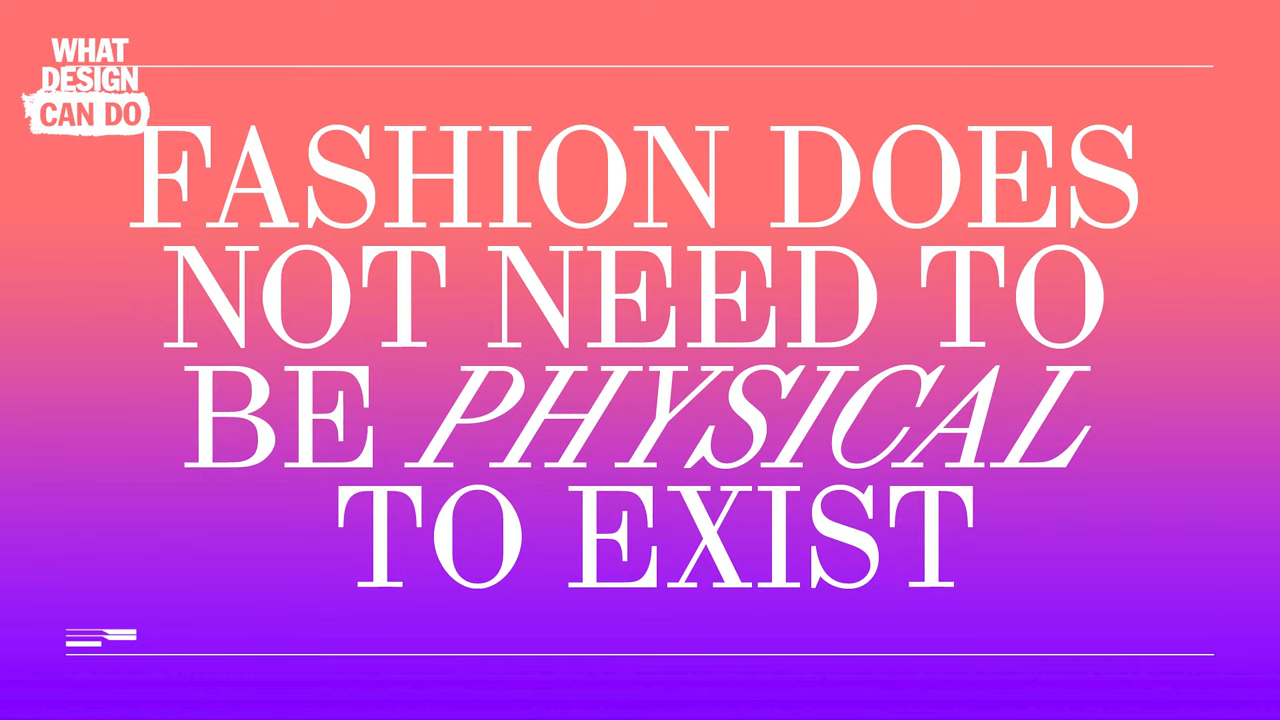 WHAT
DESIGN
CAN DO
FASHION DOES
NOT NEED TO
BE PHYSICAL
TO EXIST